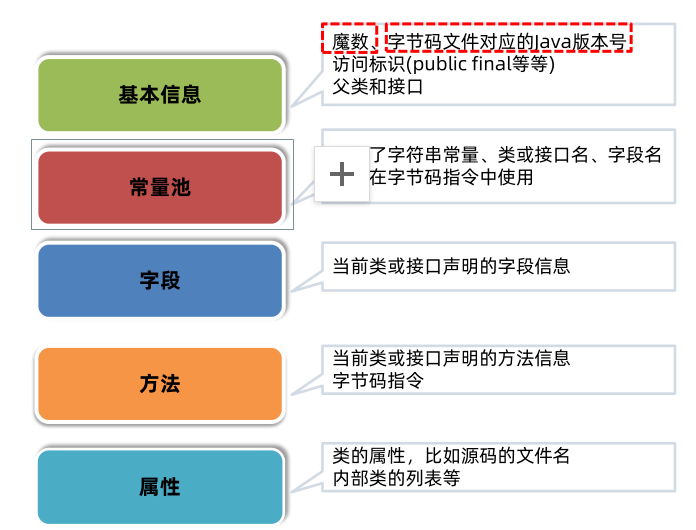 基本信息
魔数、字节码文件对应的Java版本号
访问标识(public final等等)
父类和接口
常量池
了字符串常量、类或接口名、字段名
在字节码指令中使用
字段
当前类或接口声明的字段信息
方法
当前类或接口声明的方法信息
字节码指令
属性
类的属性，比如源码的文件名
内部类的列表等